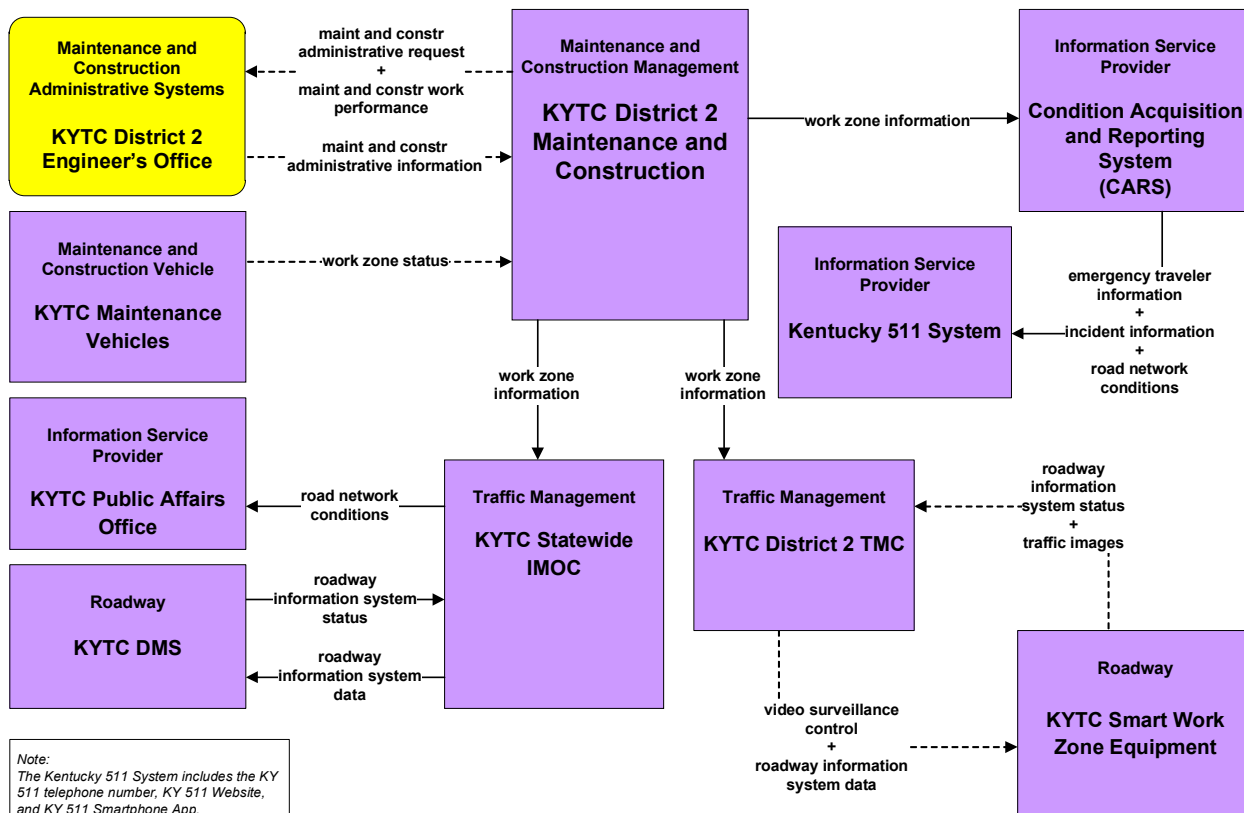 Maintenance and
Construction
Administrative Systems
KYTC District 2
Engineer's Office
maint and constr
administrative request
+
maint and constr work
performance
maint and constr
administrative information
Maintenance and
Construction Management
KYTC District 2
Maintenance and
Construction
work zone information
Information Service
Provider
Condition Acquisition
and Reporting
System
(CARS)
Maintenance and
Construction Vehicle
KYTC Maintenance
Vehicles
work zone status
Information Service
Provider
Kentucky 511 System
emergency traveler
information
+
incident information
+
road network
conditions
work zone
information
work zone
information
Information Service
Provider
KYTC Public Affairs
Office
road network
conditions
Traffic Management
KYTC Statewide
IMOC
Traffic Management
KYTC District 2 TMC
roadway
information
system status
+
traffic images
Roadway
KYTC DMS
roadway
information system
status
roadway
information system
data
video surveillance
control
+
roadway information
system data
Roadway
KYTC Smart Work
Zone Equipment
Note:
The Kentucky 511 System includes the KY
511 telephone number, KY 511 Website,
and KY 511 Smartphone App.